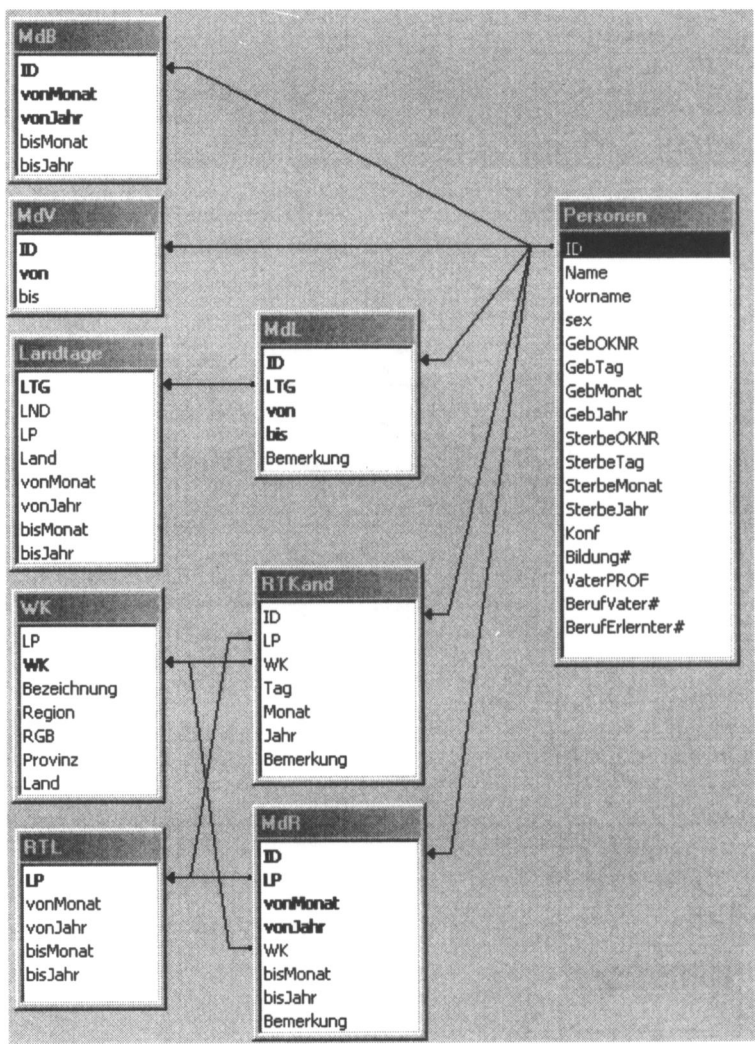 MdB
ID
vonMonat
vonJahr
bisMonat
bisJahr
MdV
ID
von
bis
Landtage
LTG
LND
LP
Land
vonMonat
vonJahr
bisMonat
bisJahr
WK
LP
WK
Bezeichnung
Region
RGB
Provinz
Land
RTL
LP
vonMonat
vonJahr
bisMonat
bisJahr
MdL
ID
LTG
von
bis
Bemerkung
RTKand
ID
LP
WK
Tag
Monat
Jahr
Bemerkung
MdR
ID
LP
vonMonat
vonJahr
WK
bisMonat
bisJahr
Bemerkung
Personen
ID
Name
Vorname
sex
GebOKNR
GebTag
GebMonat
GebJahr
SterbeOKNR
SterbeTag
SterbeMonat
SterbeJahr
Konf
Bildung#
VaterPROF
BerufVater#
BerufErlernter#